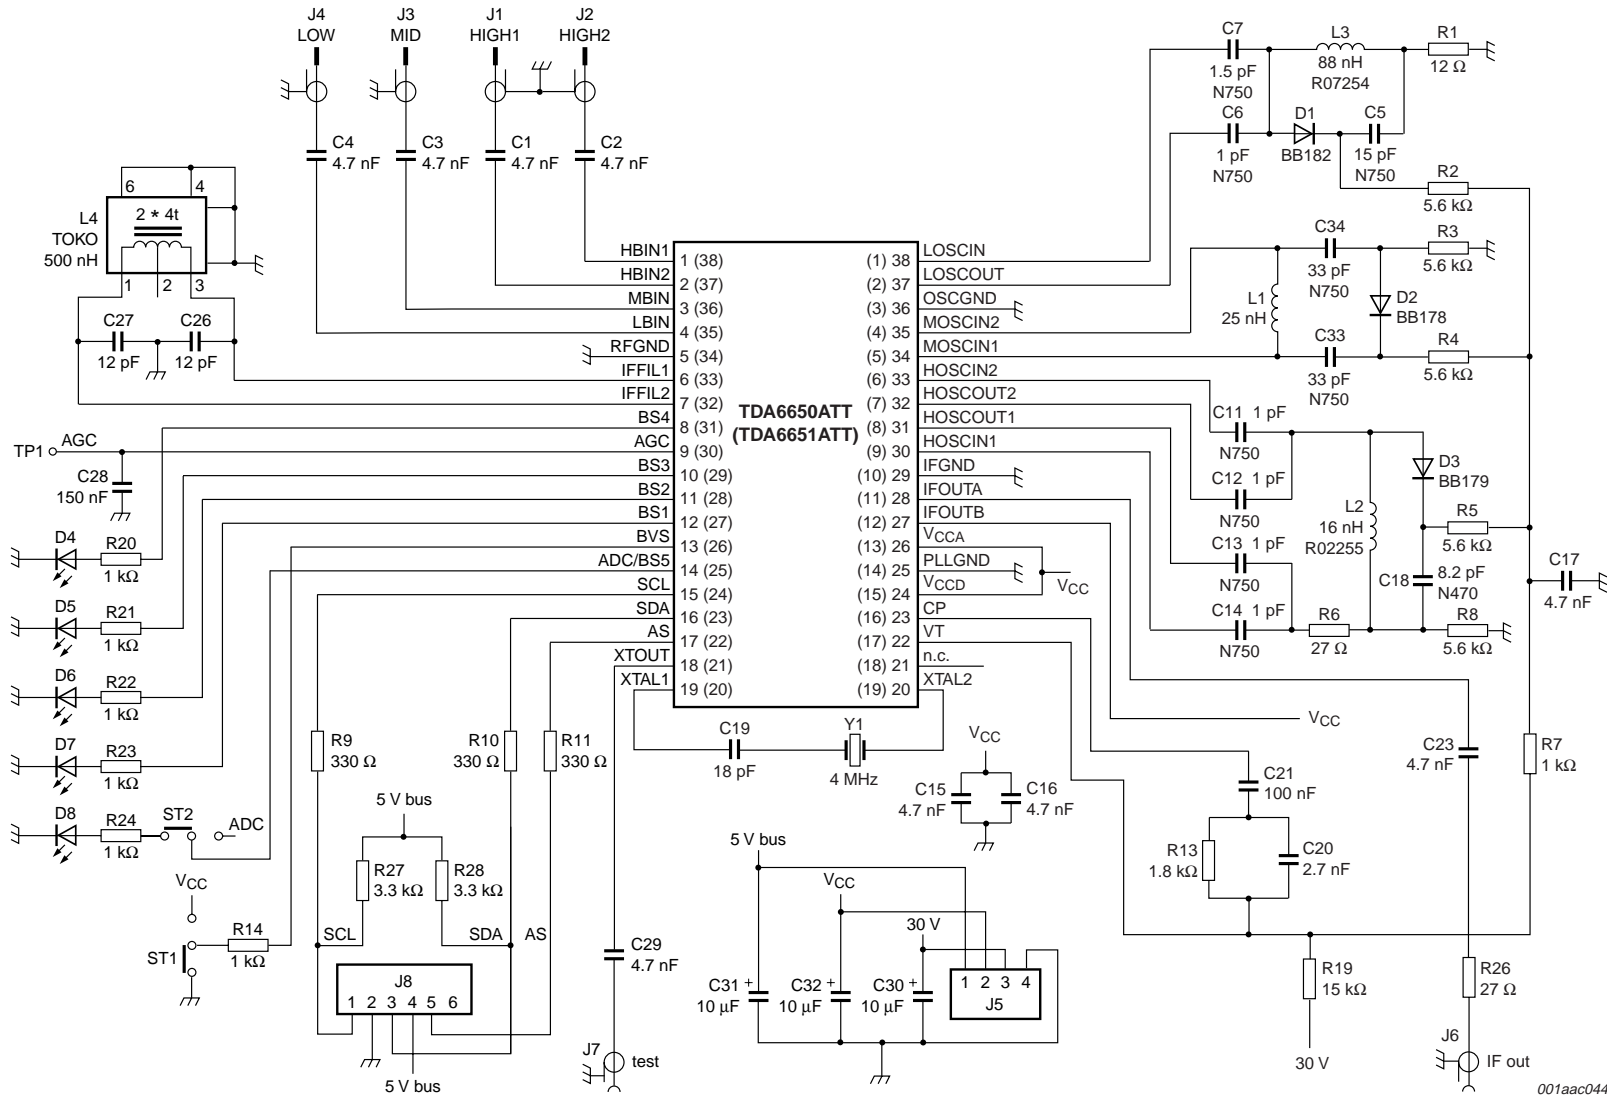 J4
LOW
J3
MID
J1
HIGH1
J2
HIGH2
C4
4.7 nF
C3
4.7 nF
C1
4.7 nF
C2
4.7 nF
C7
1.5 pF
N750
L3
88 nH
R07254
R1
12 Ω
C6
1 pF
N750
D1
BB182
C5
15 pF
N750
R2
5.6 kΩ
6
4
L4
TOKO
500 nH
2 * 4t
1
2
3
C27
12 pF
C26
12 pF
TDA6650ATT
(TDA6651ATT)
HBIN1
1 (38)
HBIN2
2 (37)
MBIN
3 (36)
LBIN
4 (35)
RFGND
5 (34)
IFFIL1
6 (33)
IFFIL2
7 (32)
BS4
8 (31)
AGC
9 (30)
BS3
10 (29)
BS2
11 (28)
BS1
12 (27)
BVS
13 (26)
ADC/BS5
14 (25)
SCL
15 (24)
SDA
16 (23)
AS
17 (22)
XTOUT
18 (21)
XTAL1
19 (20)
(1) 38
LOSCIN
(2) 37
LOSCOUT
(3) 36
OSCGND
(4) 35
MOSCIN2
(5) 34
MOSCIN1
(6) 33
HOSCIN2
(7) 32
HOSCOUT2
(8) 31
HOSCOUT1
(9) 30
HOSCIN1
(10) 29
IFGND
(11) 28
IFOUTA
(12) 27
IFOUTB
(13) 26
VCCA
(14) 25
PLLGND
(15) 24
VCCD
(16) 23
CP
(17) 22
VT
(18) 21
n.c.
(19) 20
XTAL2
VCC
C34
33 pF
N750
R3
5.6 kΩ
L1
25 nH
D2
BB178
C33
33 pF
N750
R4
5.6 kΩ
C11 1 pF
N750
C12 1 pF
N750
C13 1 pF
N750
C14 1 pF
N750
D3
BB179
L2
16 nH
R02255
R5
5.6 kΩ
C18
8.2 pF
N470
C17
4.7 nF
R6
27 Ω
R8
5.6 kΩ
VCC
TP1
AGC
C28
150 nF
D4
R20
1 kΩ
D5
R21
1 kΩ
D6
R22
1 kΩ
D7
R23
1 kΩ
D8
R24
1 kΩ
ST2
ADC
VCC
ST1
R14
1 kΩ
R9
330 Ω
R10
330 Ω
R11
330 Ω
5 V bus
R27
3.3 kΩ
R28
3.3 kΩ
SCL
SDA
AS
J8
1 2 3 4 5 6
5 V bus
C29
4.7 nF
J7
test
C19
18 pF
Y1
4 MHz
VCC
C15
4.7 nF
C16
4.7 nF
5 V bus
VCC
30 V
C31
+
10 μF
C32
+
10 μF
C30
+
10 μF
1 2 3 4
J5
C21
100 nF
R13
1.8 kΩ
C20
2.7 nF
C23
4.7 nF
R7
1 kΩ
R19
15 kΩ
30 V
R26
27 Ω
J6
IF out
001aac044